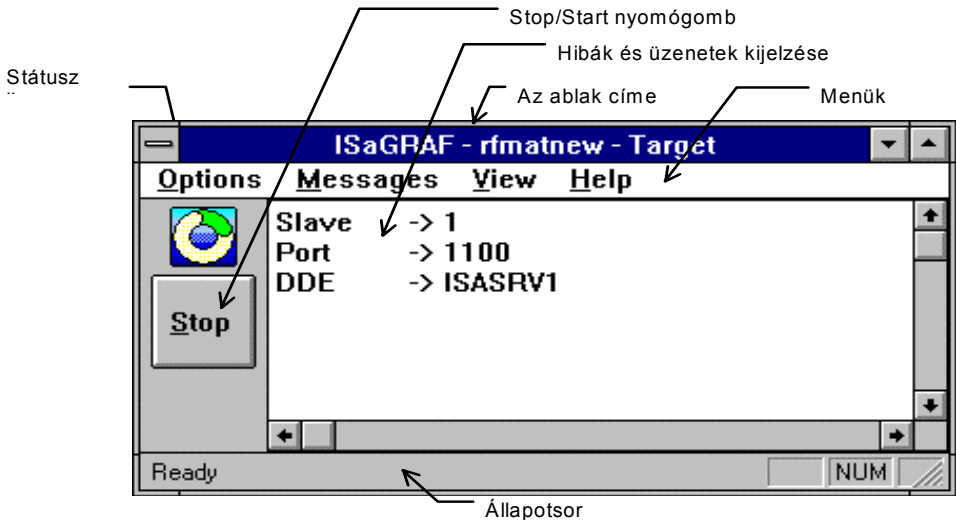 Stop/Start nyomógomb
Hibák és üzenetek kijelzése
Státusz
Az ablak címe
Menük
ISaGRAF - rfmatnew - Target
Options Messages View Help
Slave -> 1
Port -> 1100
DDE -> ISASRV1
Stop
Ready
NUM
Állapotsor